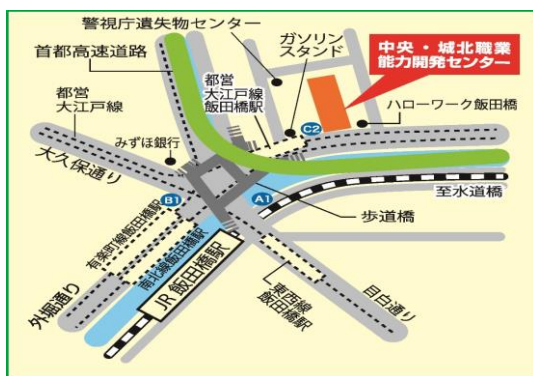 警視庁遺失物センター
ガソリン
スタンド
中央・城北職業
能力開発センター
首都高速道路
都営
大江戸線
飯田橋駅
都営
大江戸線
C2
ハローワーク飯田橋
みずほ銀行
大久保通り
B1
A1
至水道橋
歩道橋
有楽町線飯田橋駅
南北線飯田橋駅
JR 飯田橋駅
東西線
飯田橋駅
目白通り
外堀通り